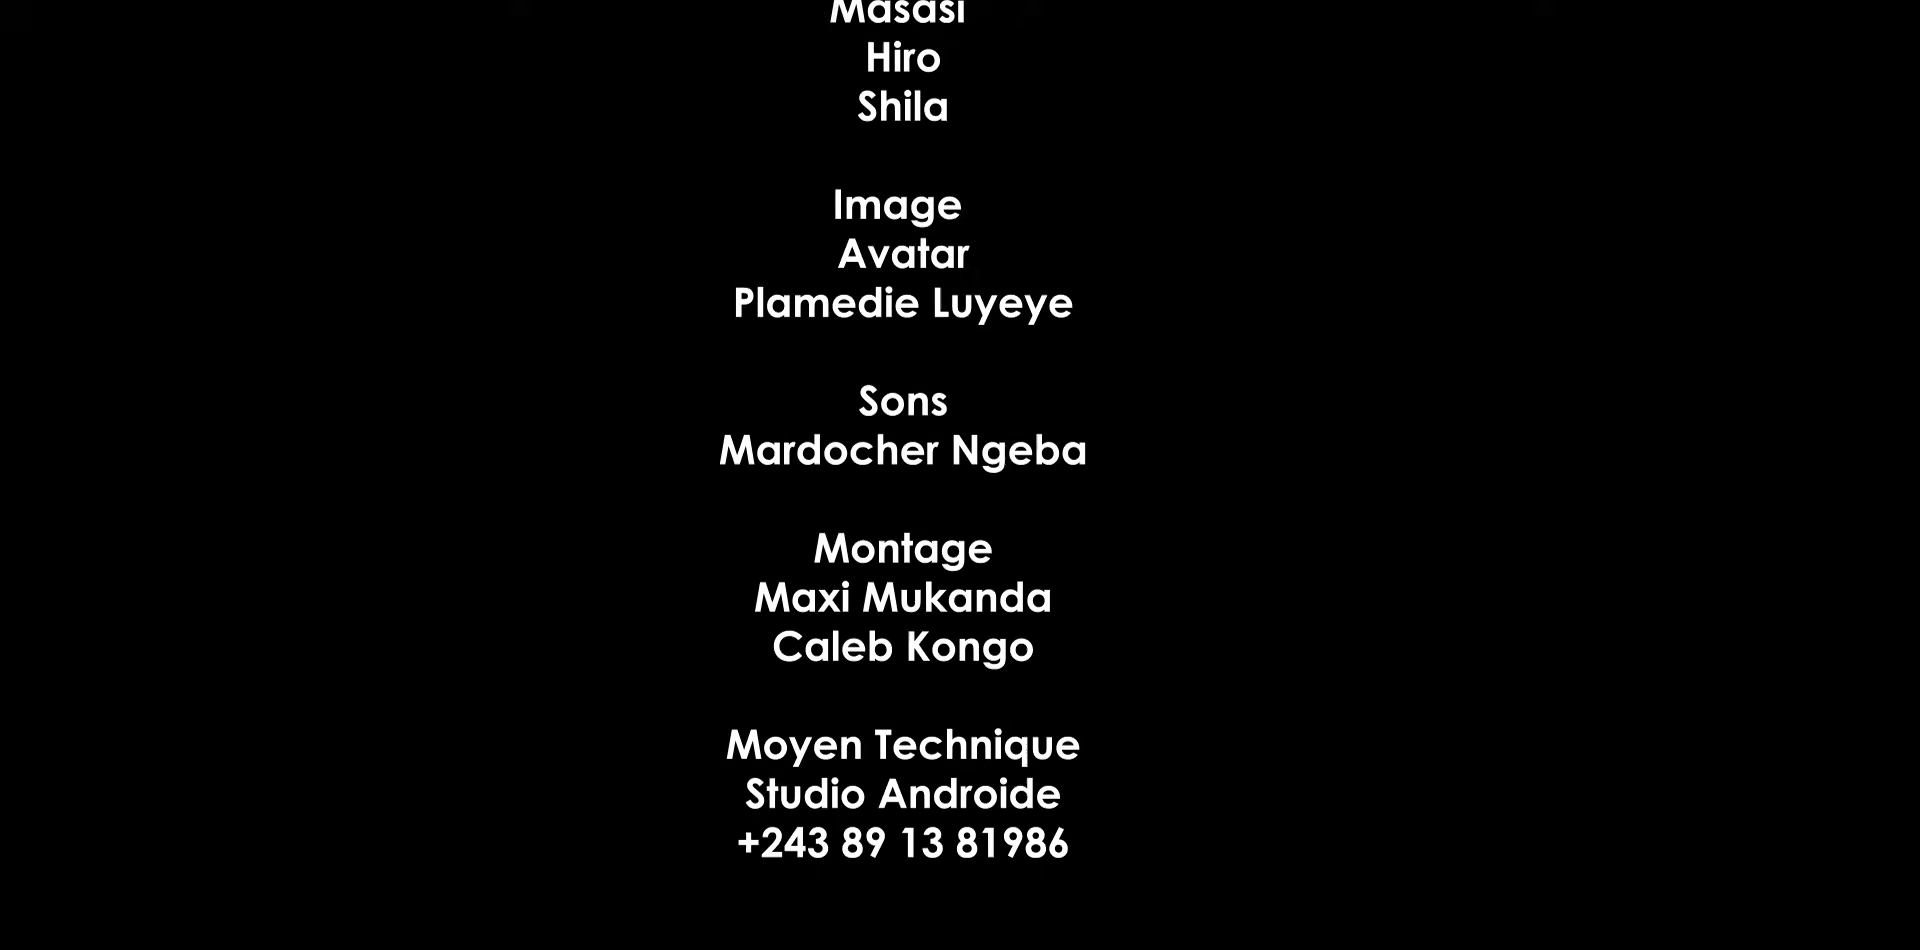 Masasi
Hiro
Shila
Image
Avatar
Plamedie Luyeye
Sons
Mardocher Ngeba
Montage
Maxi Mukanda
Caleb Kongo
Moyen Technique
Studio Androide
+243 89 13 81986